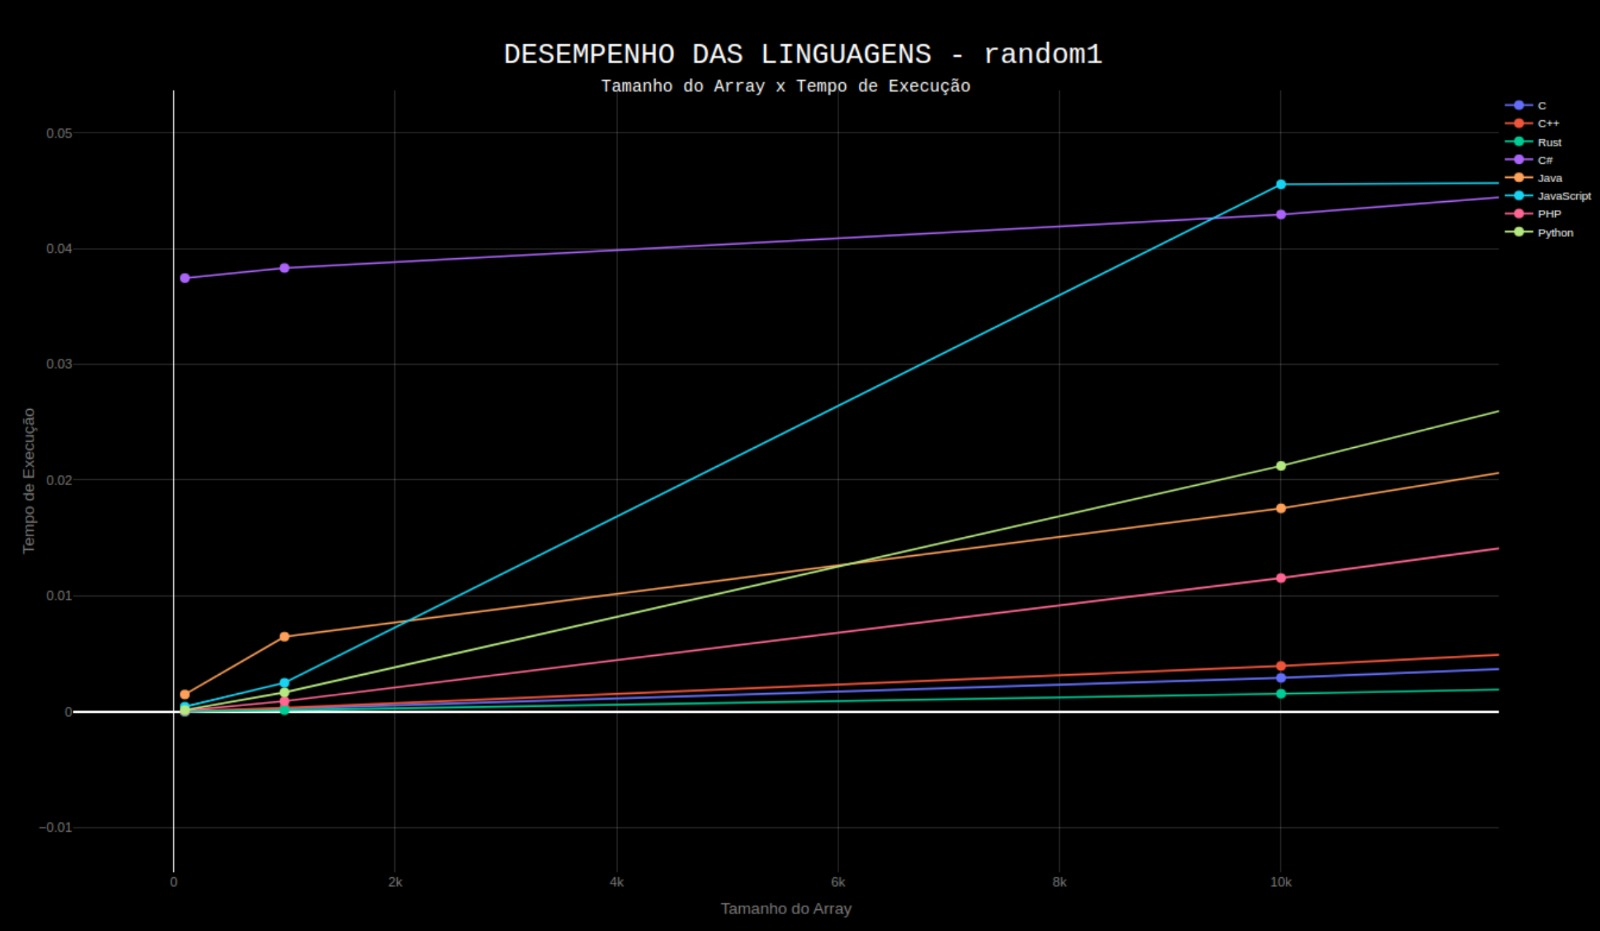 DESEMPENHO DAS LINGUAGENS - random1
Tamanho do Array x Tempo de Execução
C
C++
Rust
C#
Java
JavaScript
PHP
Python
0.05
0.04
0.03
0.02
0.01
0
−0.01
Tempo de Execução
0 2k 4k 6k 8k 10k
Tamanho do Array